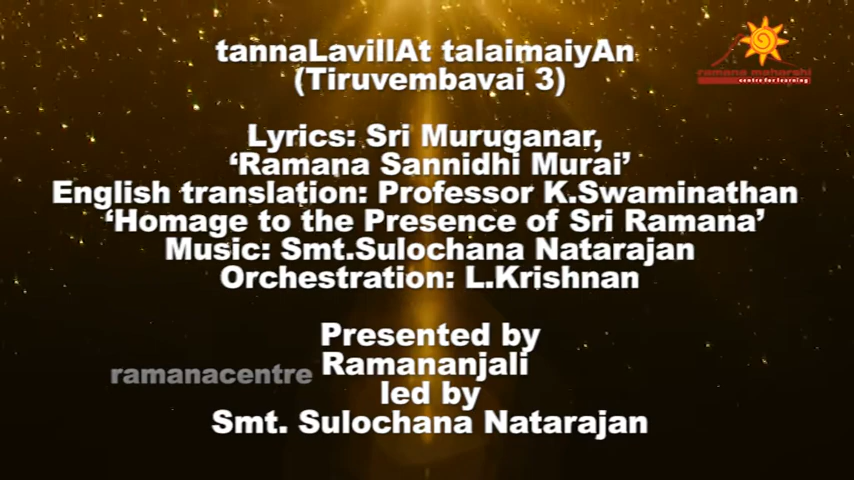 tannaLavillAt talaimaiyAn
(Tiruvembavai 3)
ramana maharshi
centre for learning
Lyrics: Sri Muruganar,
‘Ramana Sannidhi Murai’
English translation: Professor K.Swaminathan
‘Homage to the Presence of Sri Ramana’
Music: Smt.Sulochana Natarajan
Orchestration: L.Krishnan
Presented by
Ramananjali
ramanacentre
led by
Smt. Sulochana Natarajan